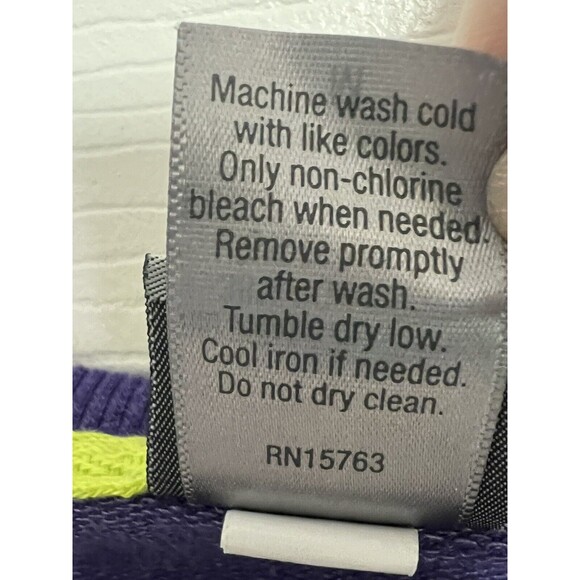 Machine wash cold
with like colors.
Only non-chlorine
bleach when needed.
Remove promptly
after wash.
Tumble dry low.
Cool iron if needed.
Do not dry clean.
RN15763